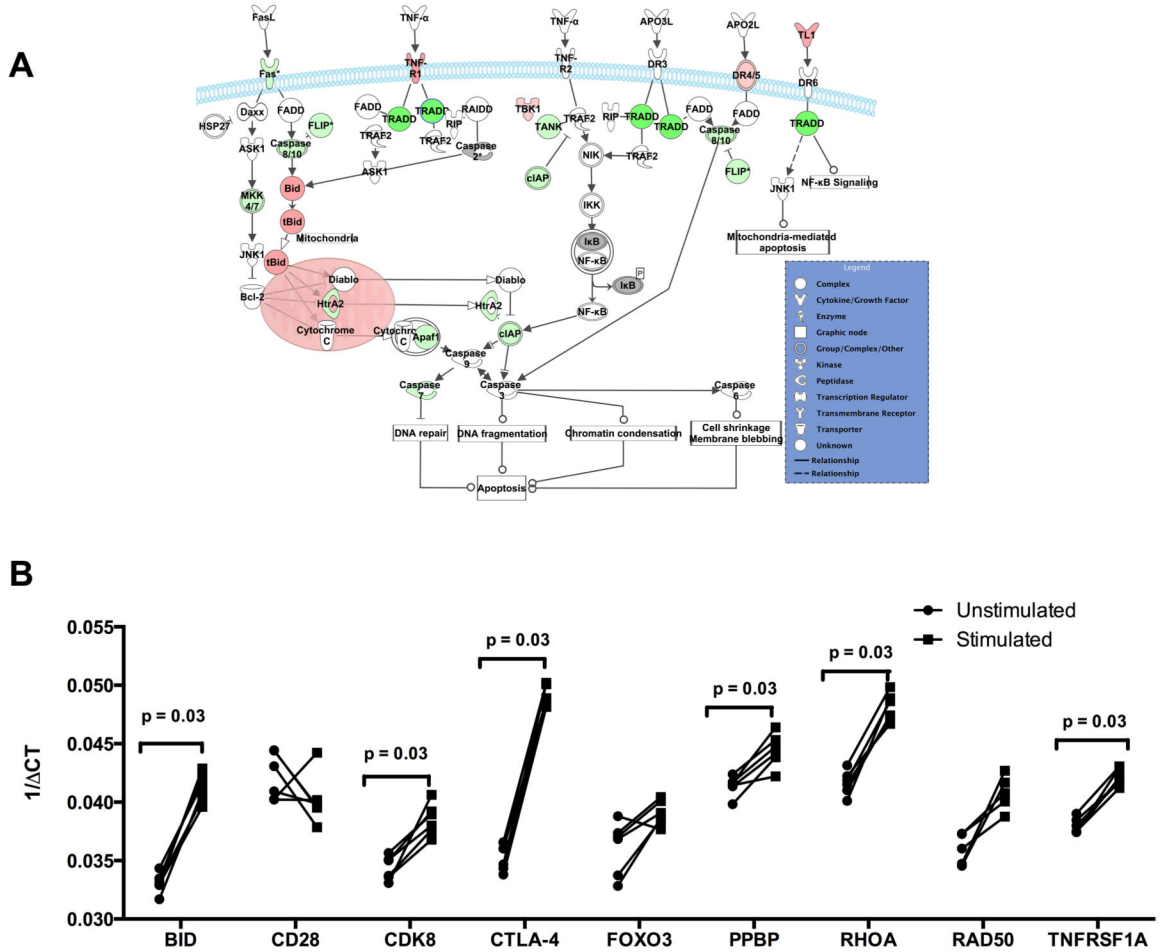 A
FasL
TNF-α
TNF-α
APO3L
APO2L
TL1
Fas*
TNF-
R1
TNF-
R2
DR3
DR4/5
DR6
HSP27
Daxx
FADD
FLIP*
Caspase
8/10
FADD
TRADD
TRADD
RIP
RAIDD
TRAF2
TRAF2
Caspase
2*
ASK1
ASK1
TBK1
TANK
TRAF2
RIP
TRADD
TRADD
FADD
Caspase
8/10
FADD
TRADD
TRAF2
NIK
cIAP
FLIP*
JNK1
NF-κB Signaling
MKK
4/7
Bid
IKK
tBid
Mitochondria
Mitochondria-mediated
apoptosis
IκB
NF-κB
JNK1
tBid
Diablo
Diablo
IκB
P
Bcl-2
HtrA2
HtrA2
NF-κB
Cytochrome
C
Cytochrc
C
Apaf1
cIAP
Caspase
9
Caspase
7
Caspase
3
Caspase
6
DNA repair
DNA fragmentation
Chromatin condensation
Cell shrinkage
Membrane blebbing
Apoptosis
Legend
Complex
Cytokine/Growth Factor
Enzyme
Graphic node
Group/Complex/Other
Kinase
Peptidase
Transcription Regulator
Transmembrane Receptor
Transporter
Unknown
Relationship
Relationship
B
Unstimulated
Stimulated
1/ΔCT
0.055
0.050
0.045
0.040
0.035
0.030
p = 0.03
p = 0.03
p = 0.03
p = 0.03
p = 0.03
p = 0.03
BID
CD28
CDK8
CTLA-4
FOXO3
PPBP
RHOA
RAD50
TNFRSF1A